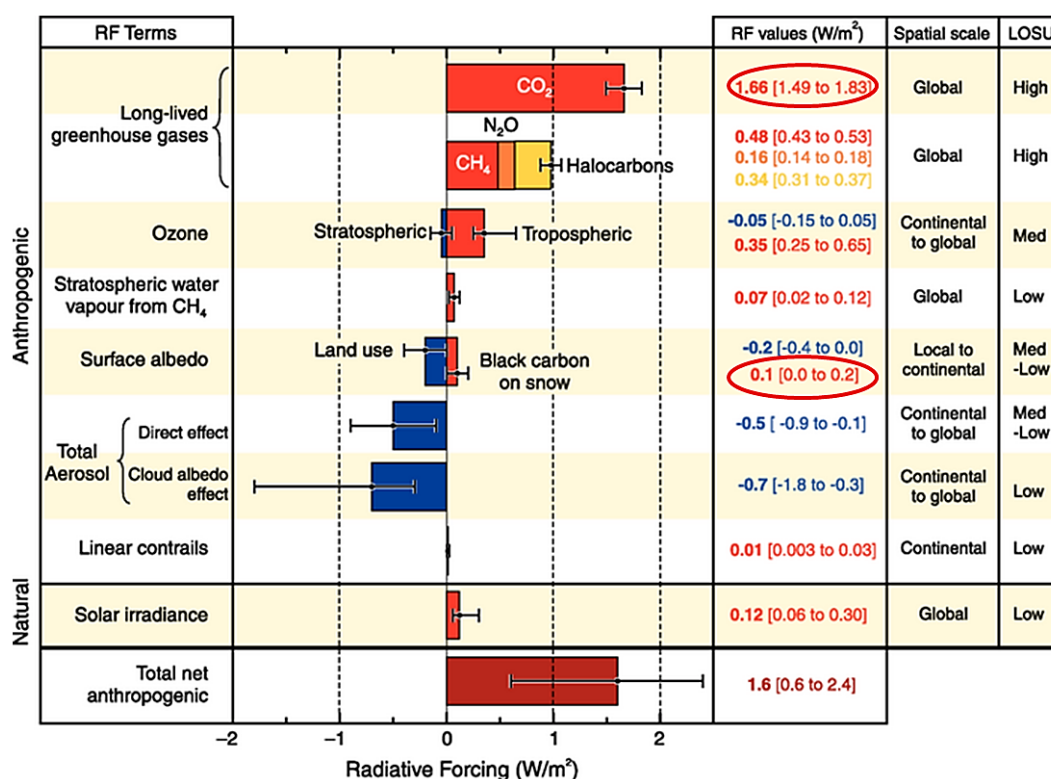 RF Terms
RF values (W/m²)
Spatial scale
LOSU
Anthropogenic
Natural
Long-lived
greenhouse gases
CO₂
1.66 [1.49 to 1.83]
Global
High
N₂O
CH₄
Halocarbons
0.48 [0.43 to 0.53]
0.16 [0.14 to 0.18]
0.34 [0.31 to 0.37]
Global
High
Ozone
Stratospheric
Tropospheric
-0.05 [-0.15 to 0.05]
0.35 [0.25 to 0.65]
Continental
to global
Med
Stratospheric water
vapour from CH₄
0.07 [0.02 to 0.12]
Global
Low
Surface albedo
Land use
Black carbon
on snow
-0.2 [-0.4 to 0.0]
0.1 [0.0 to 0.2]
Local to
continental
Med
-Low
Total
Aerosol
Direct effect
-0.5 [ -0.9 to -0.1]
Continental
to global
Med
-Low
Cloud albedo
effect
-0.7 [-1.8 to -0.3]
Continental
to global
Low
Linear contrails
0.01 [0.003 to 0.03]
Continental
Low
Solar irradiance
0.12 [0.06 to 0.30]
Global
Low
Total net
anthropogenic
1.6 [0.6 to 2.4]
−2 −1 0 1 2
Radiative Forcing (W/m²)